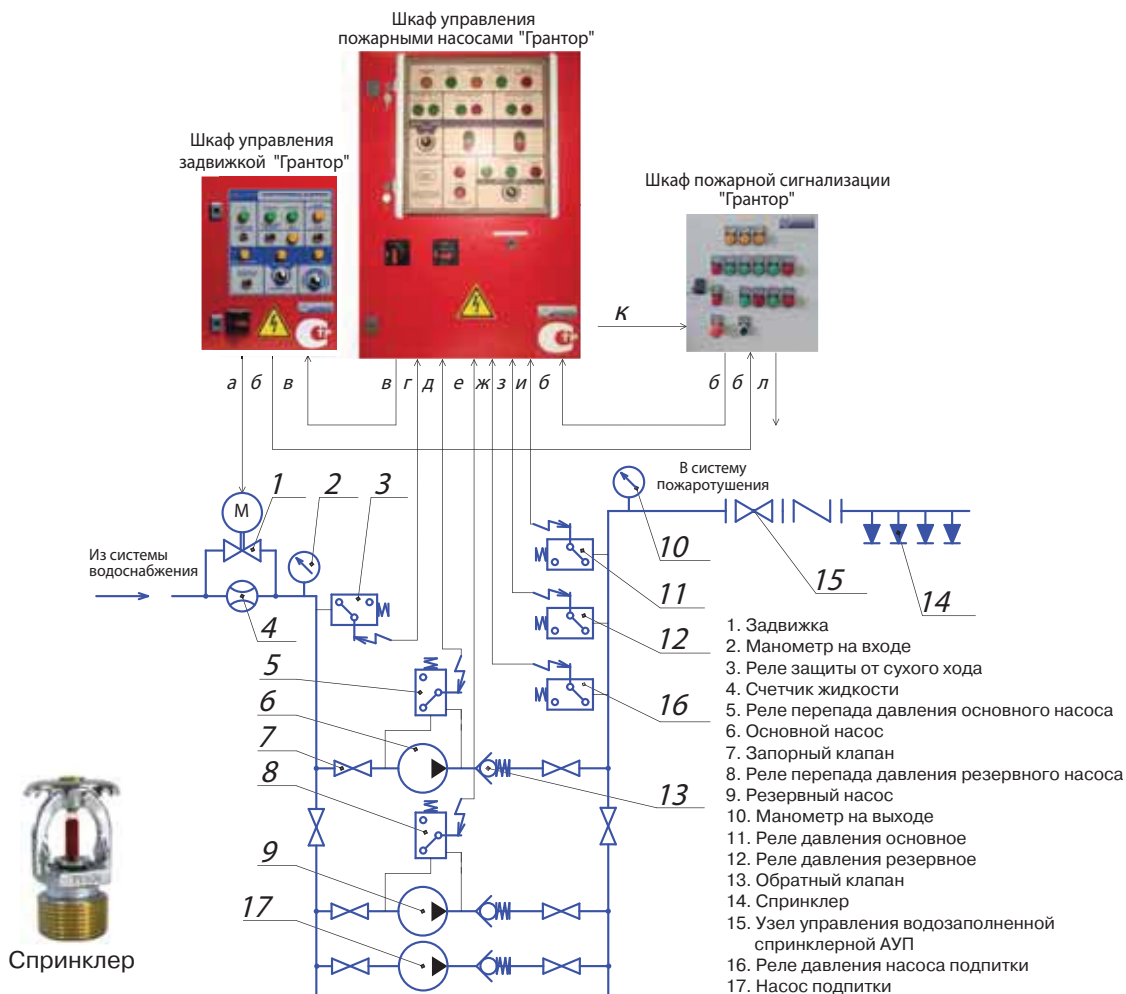 Шкаф управления
пожарными насосами "Грантор"
Шкаф управления
задвижкой "Грантор"
Шкаф пожарной сигнализации
"Грантор"
к
а б в
в г д е ж з и б
б б л
1
2
3
М
Из системы
водоснабжения
4
5
6
7
8
9
17
В систему
пожаротушения
10
11
12
16
13
15
14
1. Задвижка
2. Манометр на входе
3. Реле защиты от сухого хода
4. Счетчик жидкости
5. Реле перепада давления основного насоса
6. Основной насос
7. Запорный клапан
8. Реле перепада давления резервного насоса
9. Резервный насос
10. Манометр на выходе
11. Реле давления основное
12. Реле давления резервное
13. Обратный клапан
14. Спринклер
15. Узел управления водозаполненной
спринклерной АУП
16. Реле давления насоса подпитки
17. Насос подпитки
Спринклер